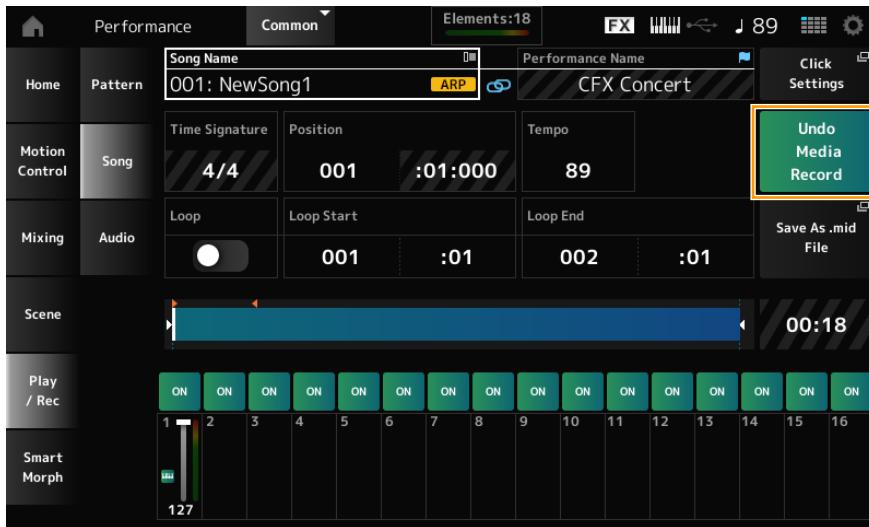 Performance
Common
Elements:18
FX
♩ 89
Home
Motion
Control
Mixing
Scene
Play
/ Rec
Smart
Morph
Pattern
Song
Audio
Song Name
001: NewSong1
ARP
Performance Name
CFX Concert
Click
Settings
Time Signature
4/4
Position
001 :01:000
Tempo
89
Undo
Media
Record
Loop
Loop Start
001 :01
Loop End
002 :01
Save As .mid
File
00:18
ON ON ON ON ON ON ON ON ON ON ON ON ON ON ON ON
1 2 3 4 5 6 7 8 9 10 11 12 13 14 15 16
127